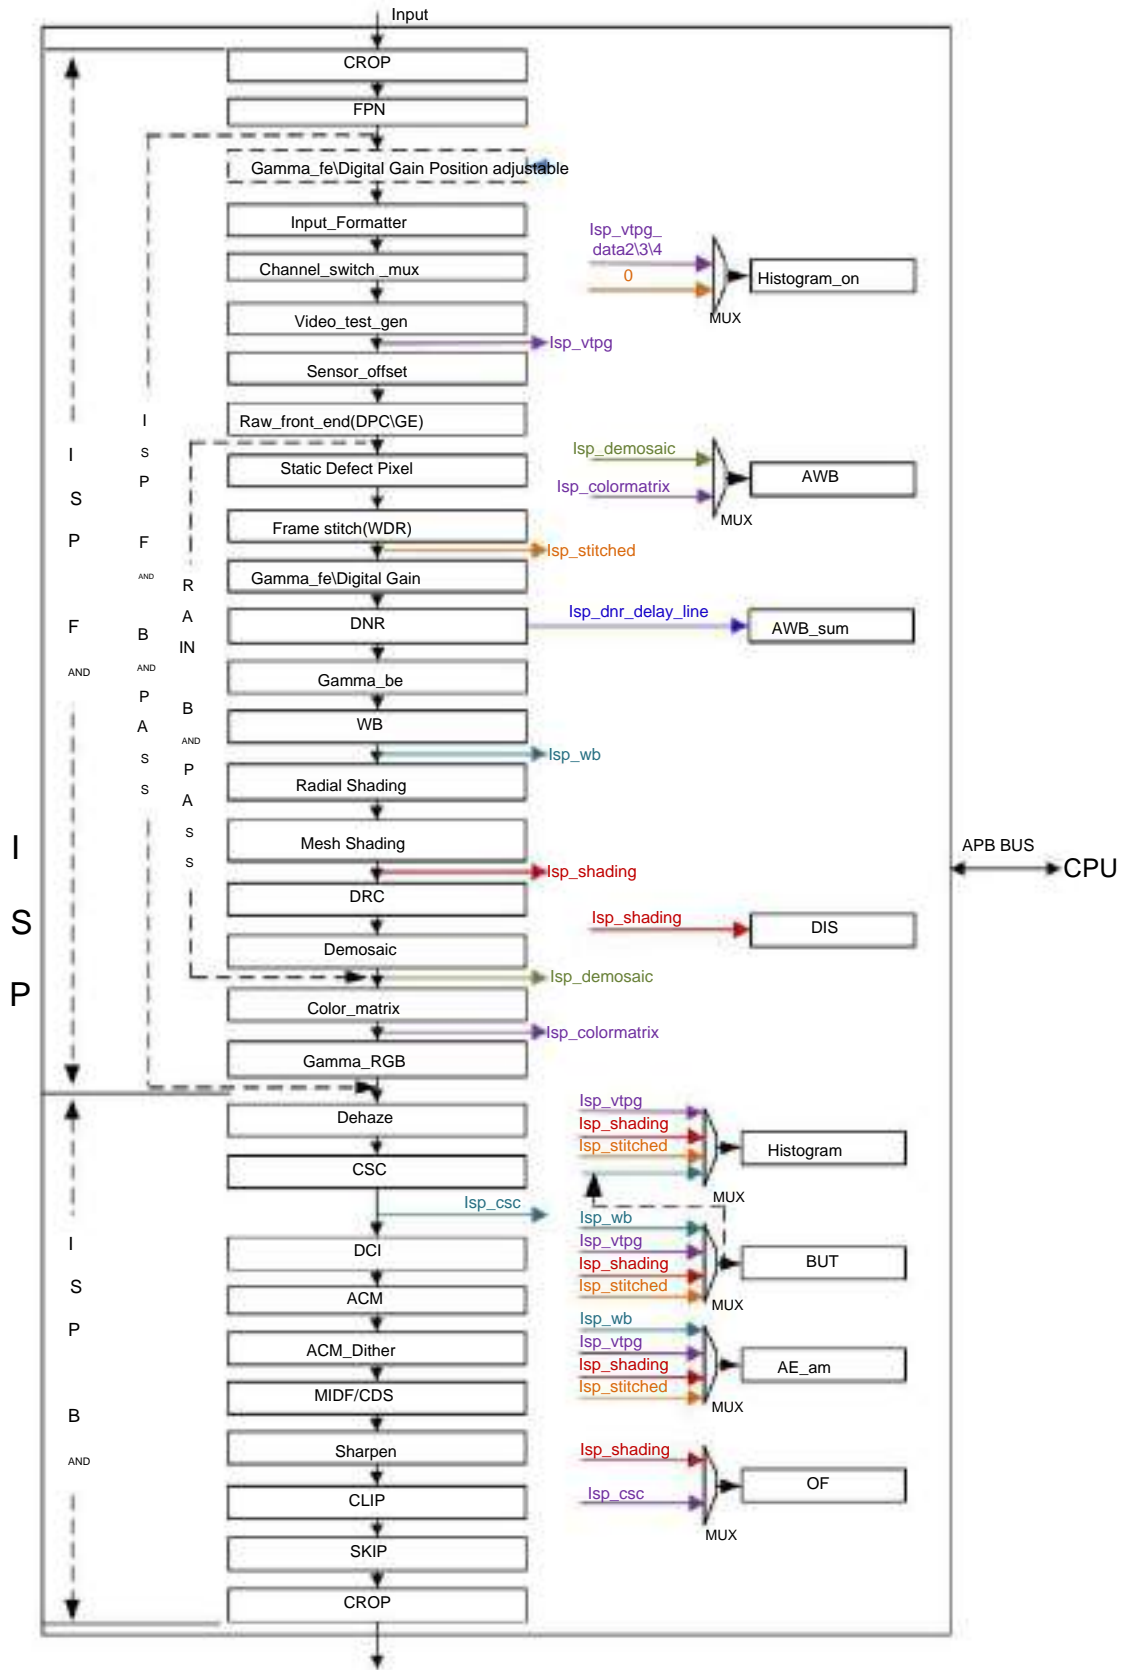 Input
CROP
FPN
Gamma_fe\Digital Gain Position adjustable
Input_Formatter
Channel_switch _mux
Video_test_gen
Isp_vtpg
Sensor_offset
Raw_front_end(DPC\GE)
Static Defect Pixel
Frame stitch(WDR)
Isp_stitched
Gamma_fe\Digital Gain
DNR
Isp_dnr_delay_line
AWB_sum
Gamma_be
WB
Isp_wb
Radial Shading
Mesh Shading
Isp_shading
DRC
Demosaic
Isp_demosaic
Color_matrix
Isp_colormatrix
Gamma_RGB
Dehaze
CSC
Isp_csc
DCI
ACM
ACM_Dither
MIDF/CDS
Sharpen
CLIP
SKIP
CROP
Isp_vtpg_
data2\3\4
0
MUX
Histogram_on
Isp_demosaic
Isp_colormatrix
MUX
AWB
Isp_shading
DIS
Isp_vtpg
Isp_shading
Isp_stitched
MUX
Histogram
Isp_wb
Isp_vtpg
Isp_shading
Isp_stitched
MUX
BUT
Isp_wb
Isp_vtpg
Isp_shading
Isp_stitched
MUX
AE_am
Isp_shading
Isp_csc
MUX
OF
APB BUS
CPU
I
S
P
I
S
P
F
AND
I
S
P
F
AND
B
AND
P
A
S
S
R
A
IN
B
AND
P
A
S
S
I
S
P
B
AND